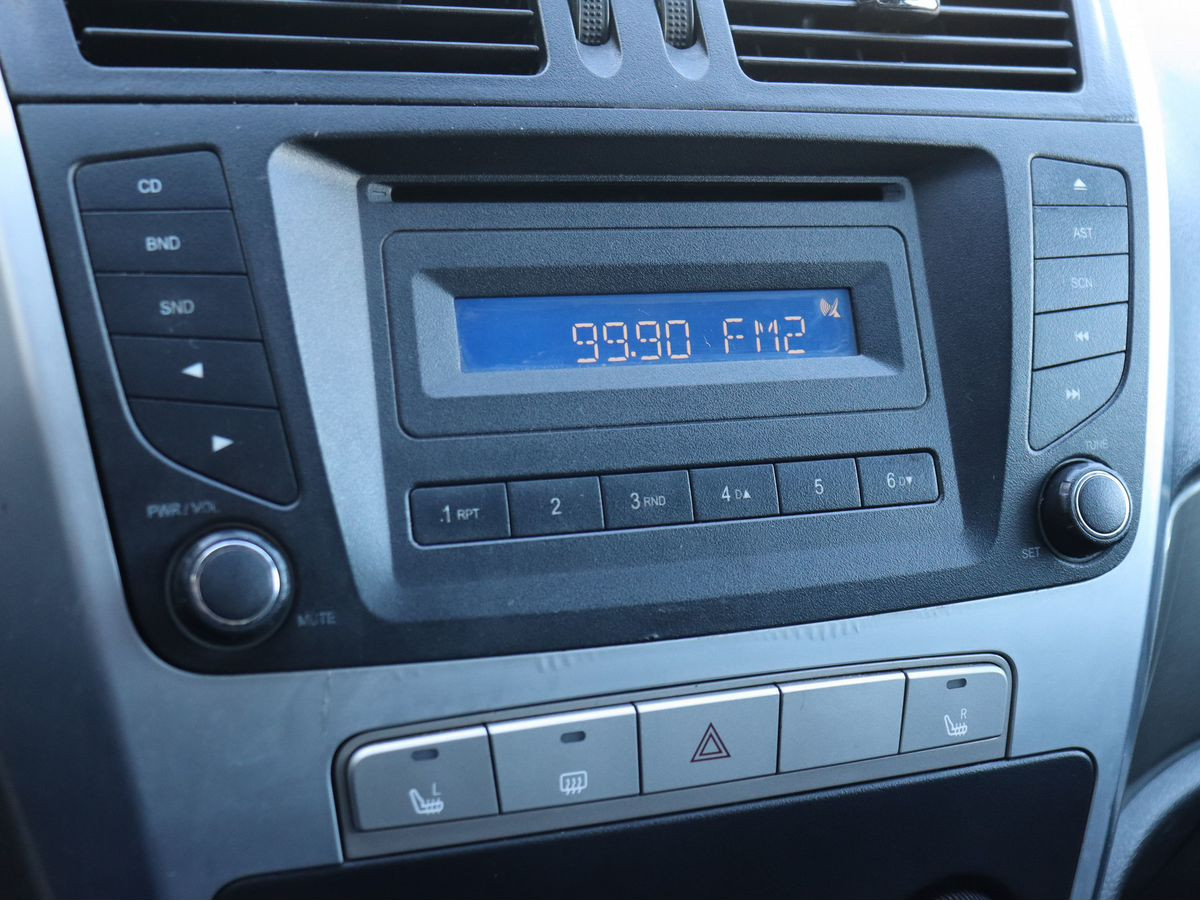 CD
BND
SND
PWR/VOL
MUTE
99.90 FM2
1 RPT
2
3 RND
4 D▲
5
6 D▼
AST
SCN
TUNE
SET
L
R